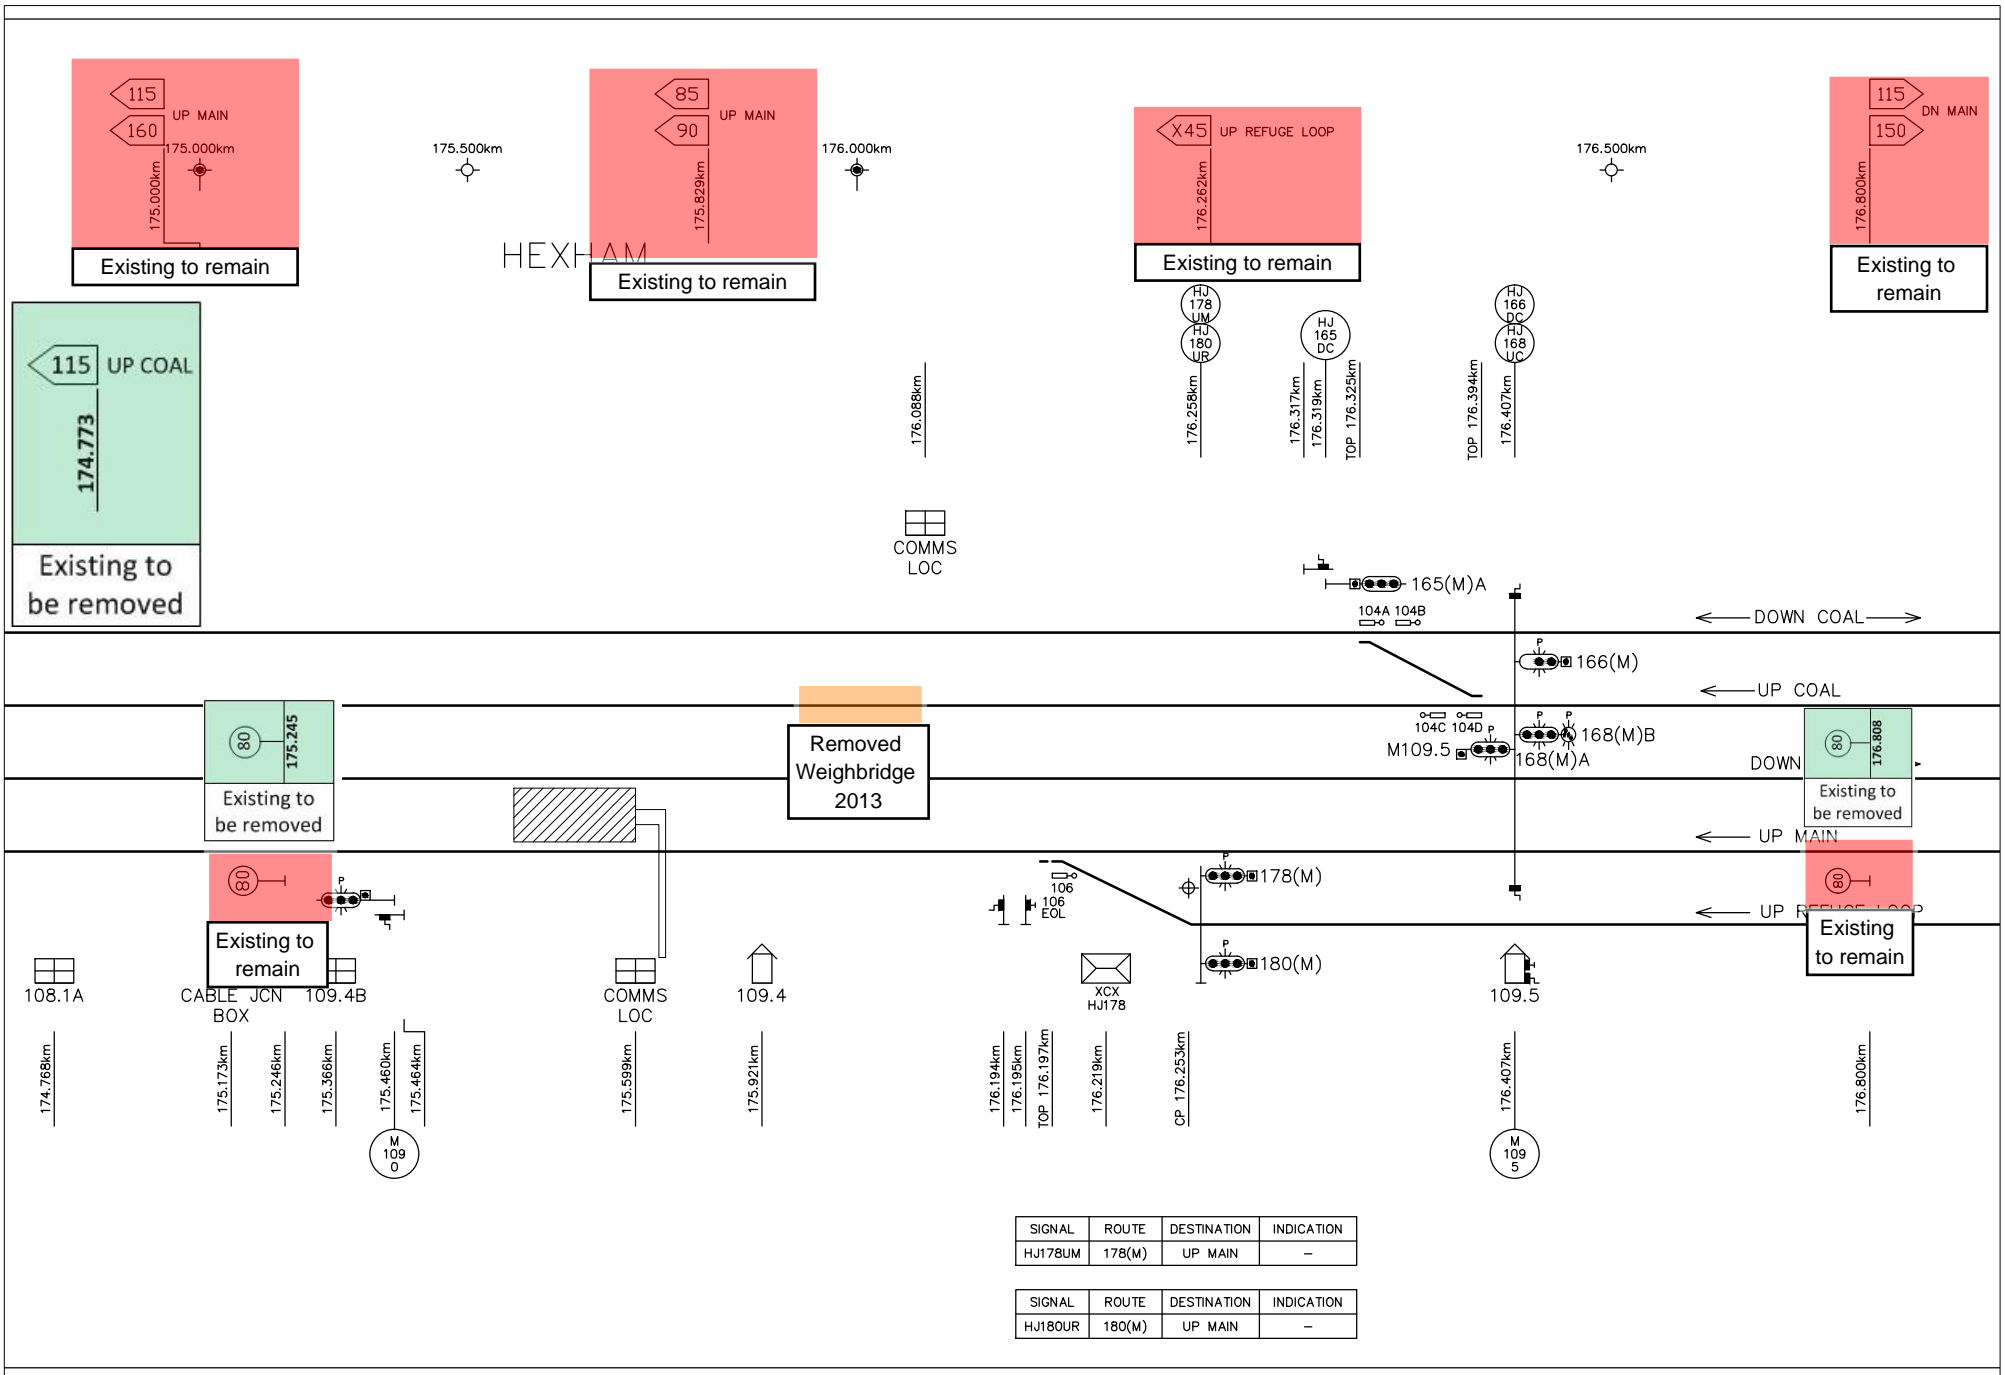 115
160
UP MAIN
175.000km
175.000km
Existing to remain
175.500km
HEXHAM
85
90
UP MAIN
175.829km
Existing to remain
176.000km
X45
UP REFUGE LOOP
176.262km
Existing to remain
176.500km
115
150
DN MAIN
176.800km
Existing to
remain
115
UP COAL
174.773
Existing to
be removed
176.088km
HJ
178
UM
HJ
180
UR
176.258km
HJ
165
DC
176.317km
176.319km
TOP 176.325km
HJ
166
DC
HJ
168
UC
TOP 176.394km
176.407km
COMMS
LOC
165(M)A
104A 104B
DOWN COAL
P
166(M)
UP COAL
104C 104D
P
P
P
168(M)B
M109.5
168(M)A
80
175.245
Existing to
be removed
Removed
Weighbridge
2013
DOWN
80
176.808
Existing to
be removed
UP MAIN
80
P
Existing to
remain
106
106
EOL
P
178(M)
P
180(M)
80
UP REFUGE LOOP
Existing
to remain
108.1A
CABLE JCN
BOX
109.4B
COMMS
LOC
109.4
XCX
HJ178
109.5
174.768km
175.173km
175.246km
175.366km
175.460km
175.464km
175.599km
175.921km
176.194km
176.195km
TOP 176.197km
176.219km
CP 176.253km
176.407km
176.800km
M
109
0
M
109
5
SIGNAL ROUTE DESTINATION INDICATION
HJ178UM 178(M) UP MAIN –
SIGNAL ROUTE DESTINATION INDICATION
HJ180UR 180(M) UP MAIN –